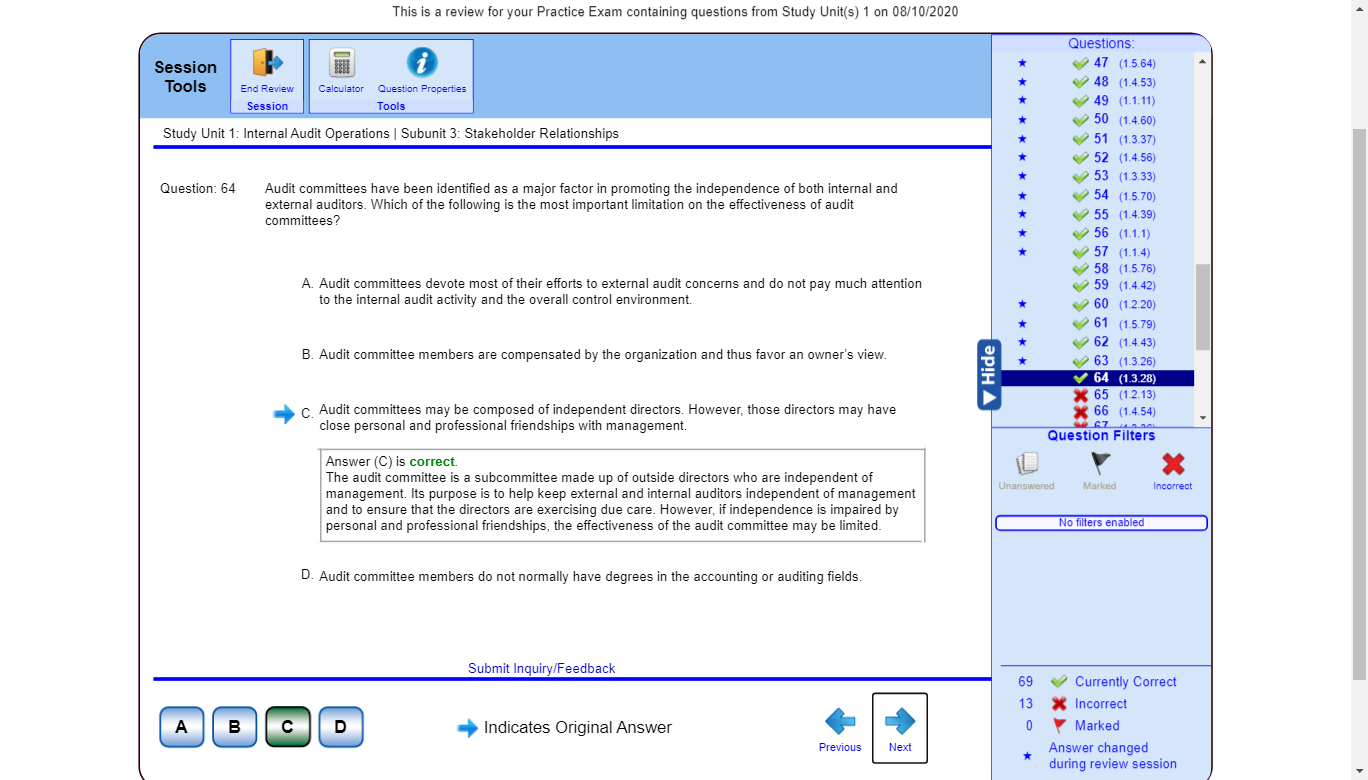 This is a review for your Practice Exam containing questions from Study Unit(s) 1 on 08/10/2020
Session Tools
End Review
Session
Calculator
Question Properties
Tools
Study Unit 1: Internal Audit Operations | Subunit 3: Stakeholder Relationships
Question: 64
Audit committees have been identified as a major factor in promoting the independence of both internal and
external auditors. Which of the following is the most important limitation on the effectiveness of audit
committees?
A. Audit committees devote most of their efforts to external audit concerns and do not pay much attention
to the internal audit activity and the overall control environment.
B. Audit committee members are compensated by the organization and thus favor an owner's view.
C. Audit committees may be composed of independent directors. However, those directors may have
close personal and professional friendships with management.
Answer (C) is correct.
The audit committee is a subcommittee made up of outside directors who are independent of
management. Its purpose is to help keep external and internal auditors independent of management
and to ensure that the directors are exercising due care. However, if independence is impaired by
personal and professional friendships, the effectiveness of the audit committee may be limited.
D. Audit committee members do not normally have degrees in the accounting or auditing fields.
Submit Inquiry/Feedback
A B C D
Indicates Original Answer
Previous
Next
Questions:
47 (1.5.64)
48 (1.4.53)
49 (1.1.11)
50 (1.4.60)
51 (1.3.37)
52 (1.4.56)
53 (1.3.33)
54 (1.5.70)
55 (1.4.39)
56 (1.1.1)
57 (1.1.4)
58 (1.5.76)
59 (1.4.42)
60 (1.2.20)
61 (1.5.79)
62 (1.4.43)
63 (1.3.26)
64 (1.3.28)
65 (1.2.13)
66 (1.4.54)
67
Hide
Question Filters
Unanswered
Marked
Incorrect
No filters enabled
69 Currently Correct
13 Incorrect
0 Marked
Answer changed
during review session